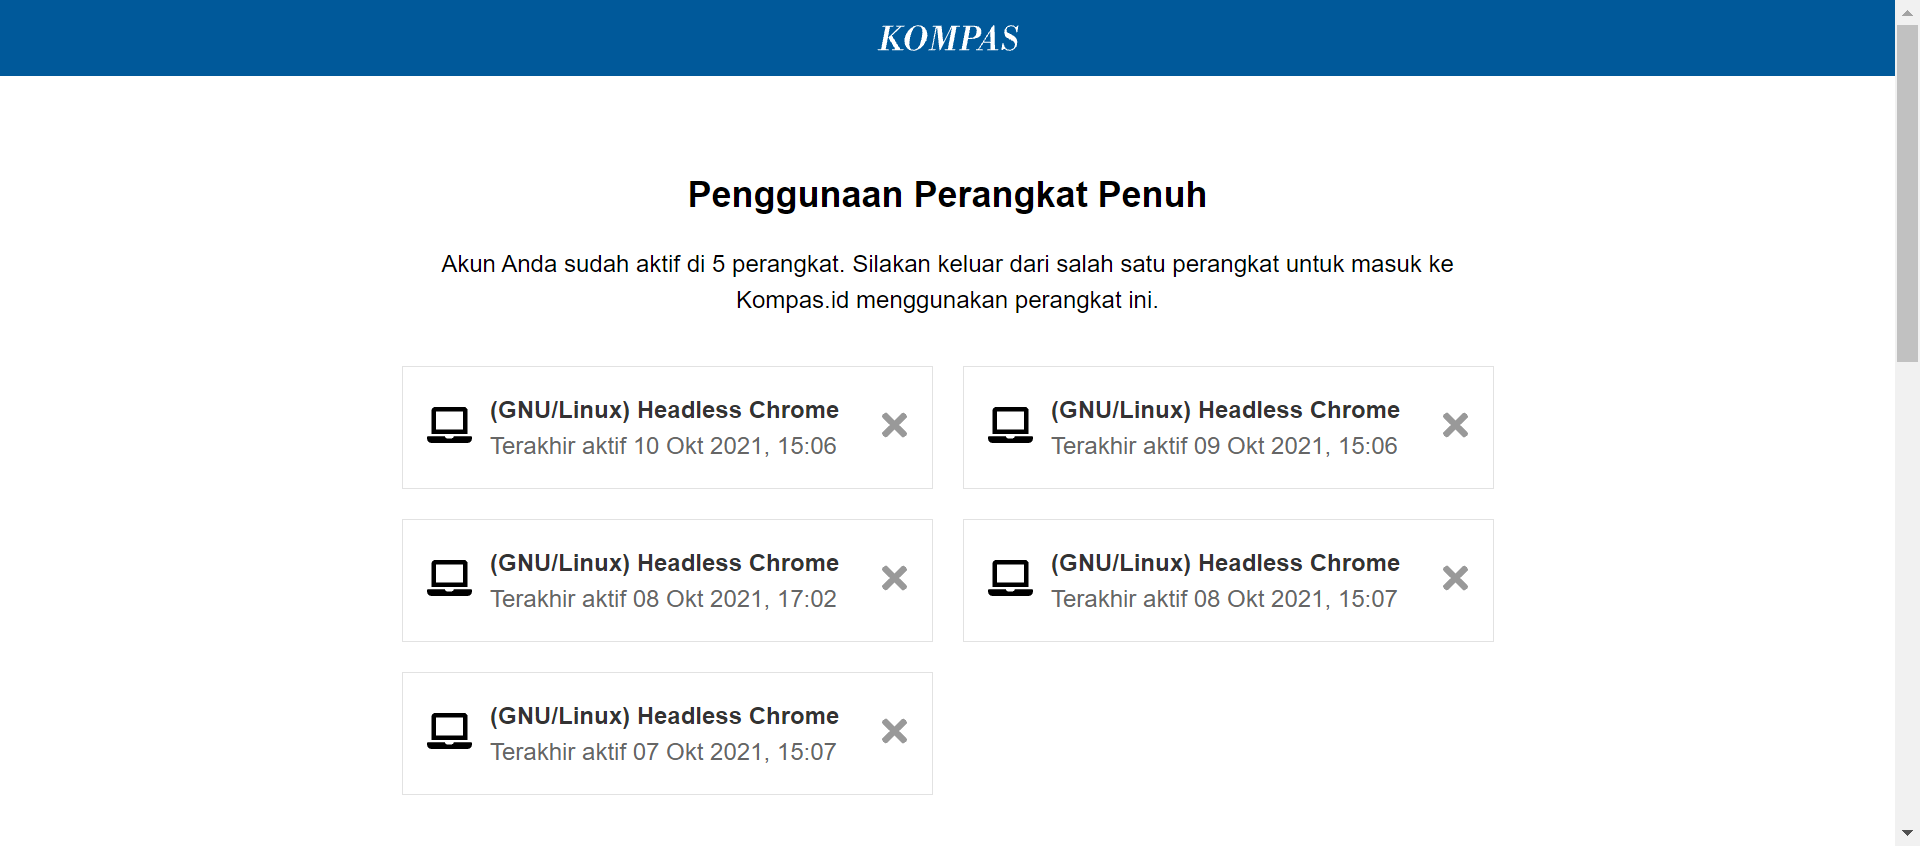 KOMPAS
Penggunaan Perangkat Penuh
Akun Anda sudah aktif di 5 perangkat. Silakan keluar dari salah satu perangkat untuk masuk ke
Kompas.id menggunakan perangkat ini.
(GNU/Linux) Headless Chrome
Terakhir aktif 10 Okt 2021, 15:06
(GNU/Linux) Headless Chrome
Terakhir aktif 09 Okt 2021, 15:06
(GNU/Linux) Headless Chrome
Terakhir aktif 08 Okt 2021, 17:02
(GNU/Linux) Headless Chrome
Terakhir aktif 08 Okt 2021, 15:07
(GNU/Linux) Headless Chrome
Terakhir aktif 07 Okt 2021, 15:07